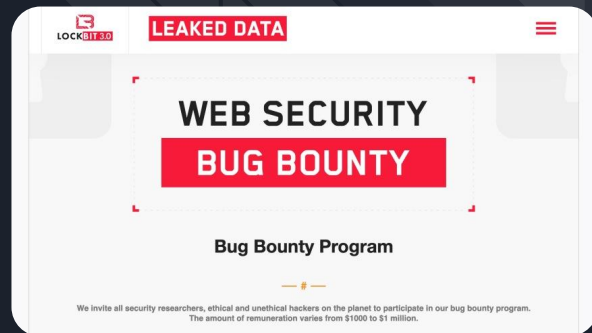 LOCKBIT 3.0
LEAKED DATA
WEB SECURITY
BUG BOUNTY
Bug Bounty Program
— # —
We invite all security researchers, ethical and unethical hackers on the planet to participate in our bug bounty program.
The amount of remuneration varies from $1000 to $1 million.